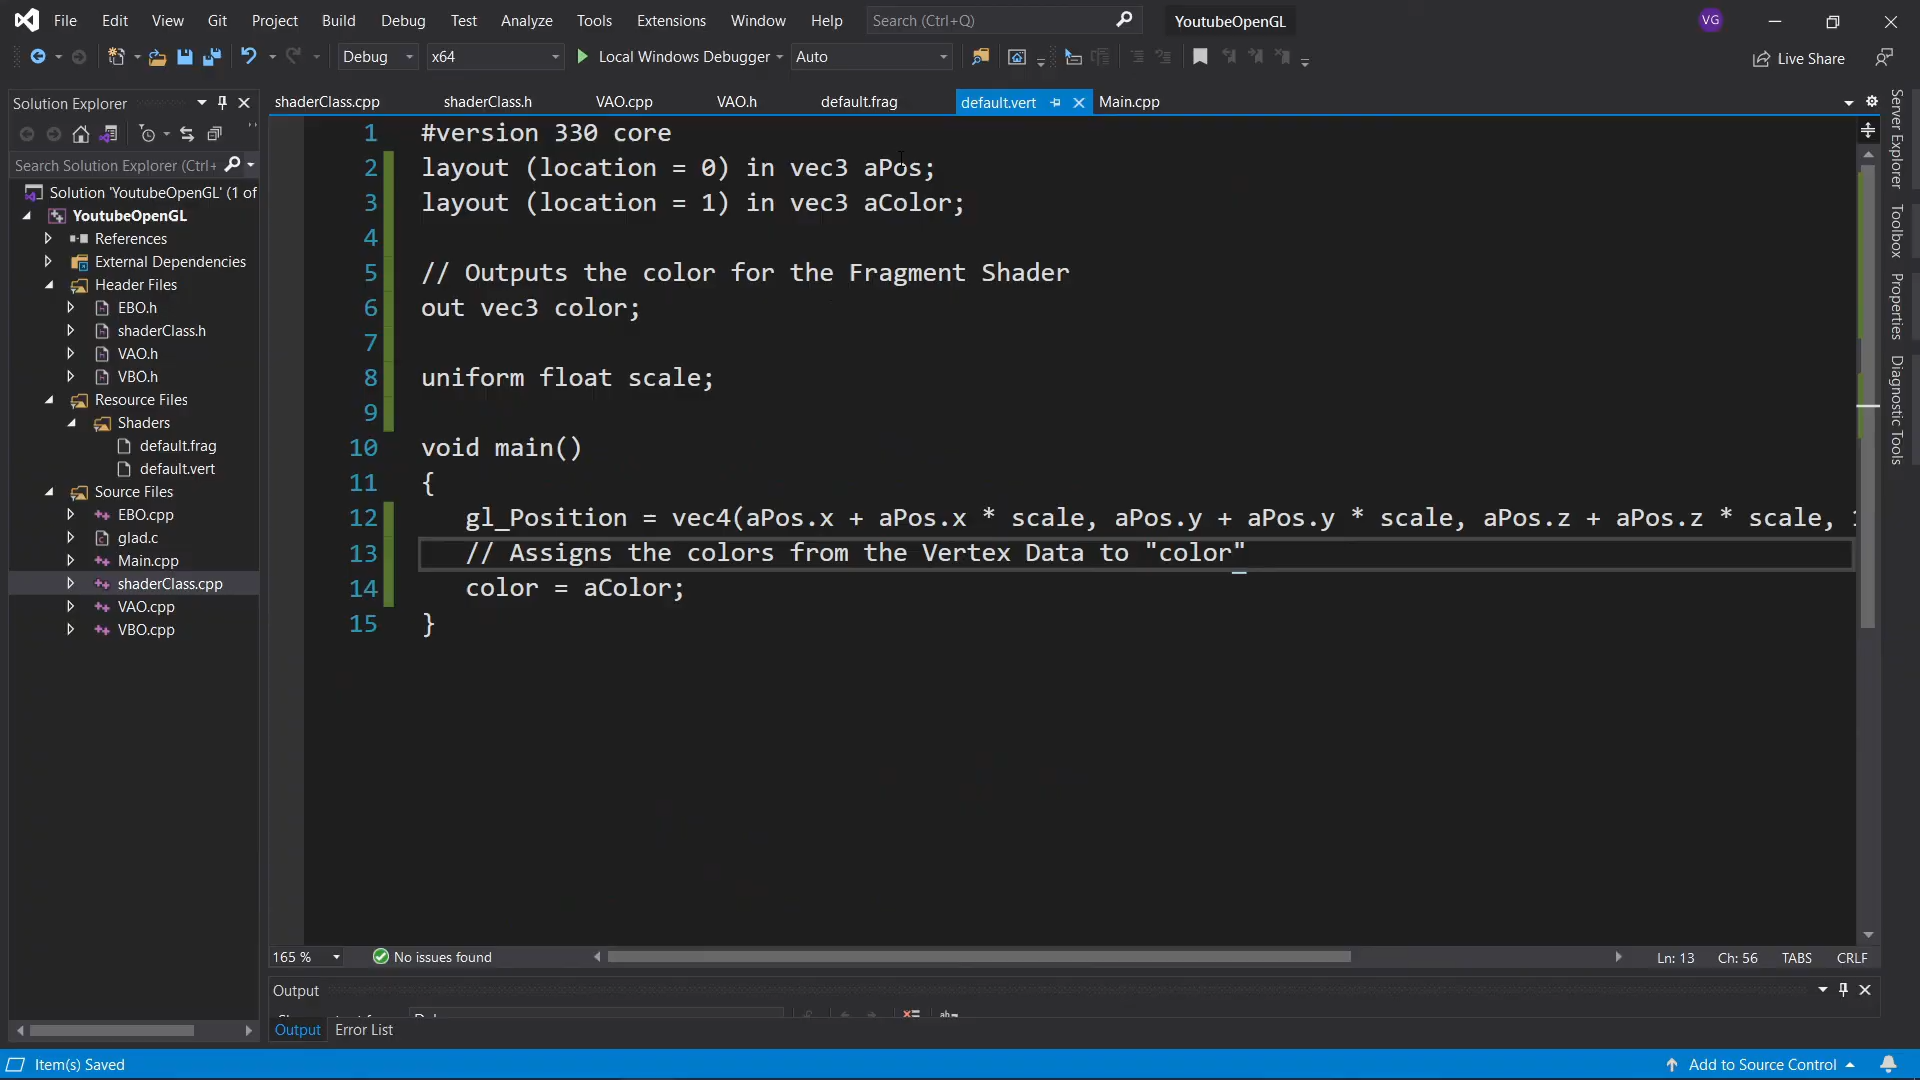 File Edit View Git Project Build Debug Test Analyze Tools Extensions Window Help Search (Ctrl+Q) YoutubeOpenGL VG
Debug x64 Local Windows Debugger Auto Live Share
Solution Explorer
Search Solution Explorer (Ctrl+
Solution 'YoutubeOpenGL' (1 of
YoutubeOpenGL
References
External Dependencies
Header Files
EBO.h
shaderClass.h
VAO.h
VBO.h
Resource Files
Shaders
default.frag
default.vert
Source Files
EBO.cpp
glad.c
Main.cpp
shaderClass.cpp
VAO.cpp
VBO.cpp
shaderClass.cpp shaderClass.h VAO.cpp VAO.h default.frag default.vert Main.cpp
1 #version 330 core
2 layout (location = 0) in vec3 aPos;
3 layout (location = 1) in vec3 aColor;
4
5 // Outputs the color for the Fragment Shader
6 out vec3 color;
7
8 uniform float scale;
9
10 void main()
11 {
12 gl_Position = vec4(aPos.x + aPos.x * scale, aPos.y + aPos.y * scale, aPos.z + aPos.z * scale,
13 // Assigns the colors from the Vertex Data to "color"
14 color = aColor;
15 }
165 % No issues found Ln: 13 Ch: 56 TABS CRLF
Output
Output Error List
Item(s) Saved Add to Source Control
Server Explorer
Toolbox
Properties
Diagnostic Tools